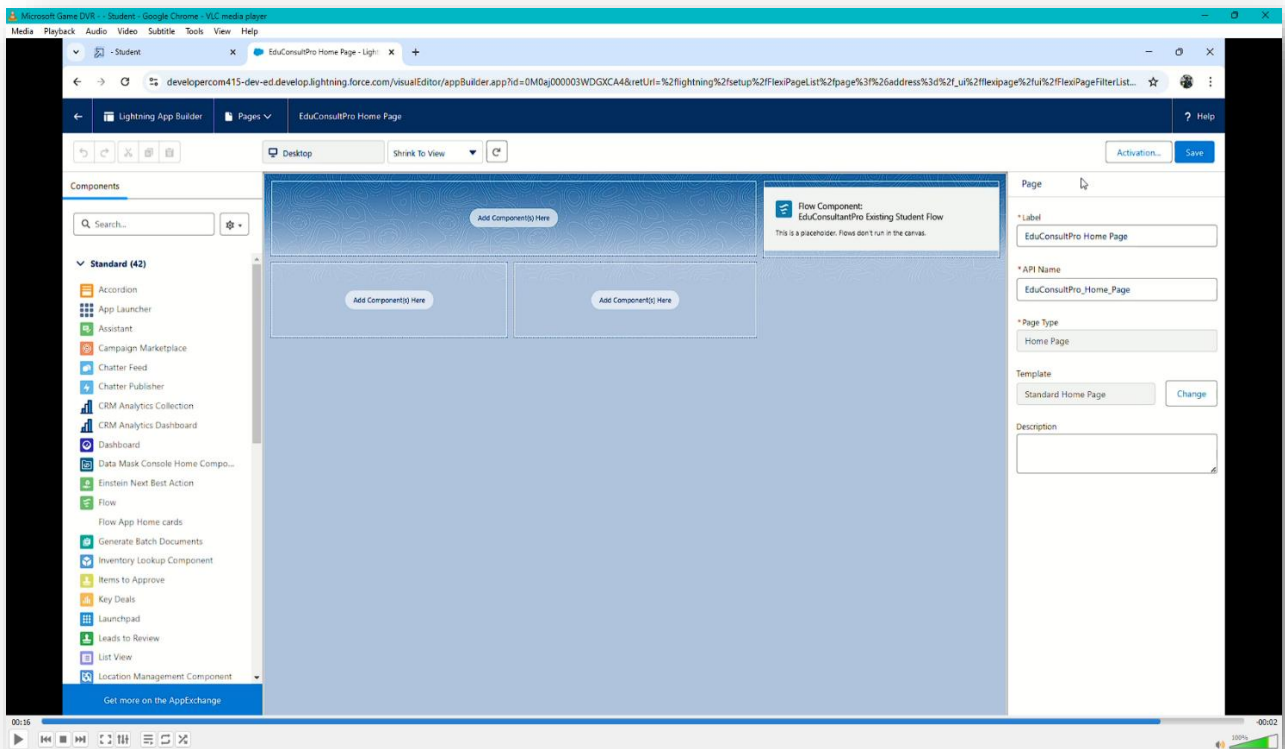 Microsoft Game DVR - - Student - Google Chrome - VLC media player
Media Playback Audio Video Subtitle Tools View Help
- Student
EduConsultPro Home Page - Light
developercom415-dev-ed.develop.lightning.force.com/visualEditor/appBuilder.app?id=0M0aj000003WDGXCA4&retUrl=%2flightning%2fsetup%2fFlexiPageList%2fpage%3f%26address%3d%2f_ui%2fflexipage%2fui%2fFlexiPageFilterList...
Lightning App Builder
Pages
EduConsultPro Home Page
? Help
Desktop
Shrink To View
Activation...
Save
Components
Search...
Standard (42)
Accordion
App Launcher
Assistant
Campaign Marketplace
Chatter Feed
Chatter Publisher
CRM Analytics Collection
CRM Analytics Dashboard
Dashboard
Data Mask Console Home Compo...
Einstein Next Best Action
Flow
Flow App Home cards
Generate Batch Documents
Inventory Lookup Component
Items to Approve
Key Deals
Launchpad
Leads to Review
List View
Location Management Component
Get more on the AppExchange
Add Component(s) Here
Add Component(s) Here
Add Component(s) Here
Flow Component:
EduConsultantPro Existing Student Flow
This is a placeholder. Flows don't run in the canvas.
Page
*Label
EduConsultPro Home Page
*API Name
EduConsultPro_Home_Page
*Page Type
Home Page
Template
Standard Home Page
Change
Description
00:16
-00:02
100%